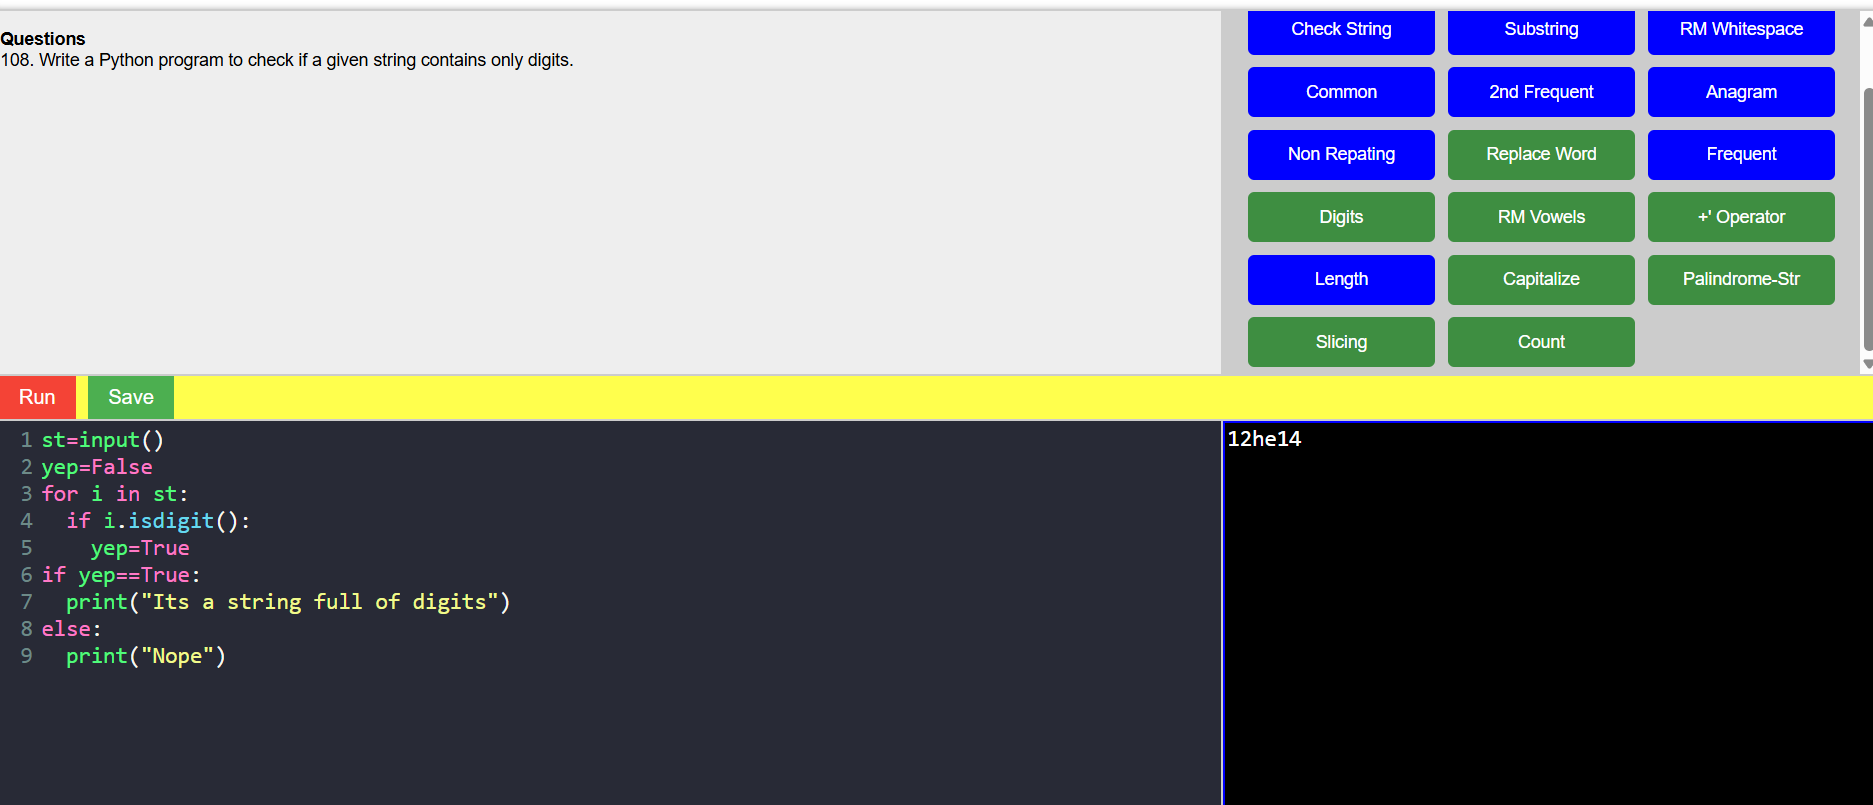 Questions
108. Write a Python program to check if a given string contains only digits.
Check String
Substring
RM Whitespace
Common
2nd Frequent
Anagram
Non Repating
Replace Word
Frequent
Digits
RM Vowels
+' Operator
Length
Capitalize
Palindrome-Str
Slicing
Count
Run
Save
1 st=input()
2 yep=False
3 for i in st:
4   if i.isdigit():
5     yep=True
6 if yep==True:
7   print("Its a string full of digits")
8 else:
9   print("Nope")
12he14